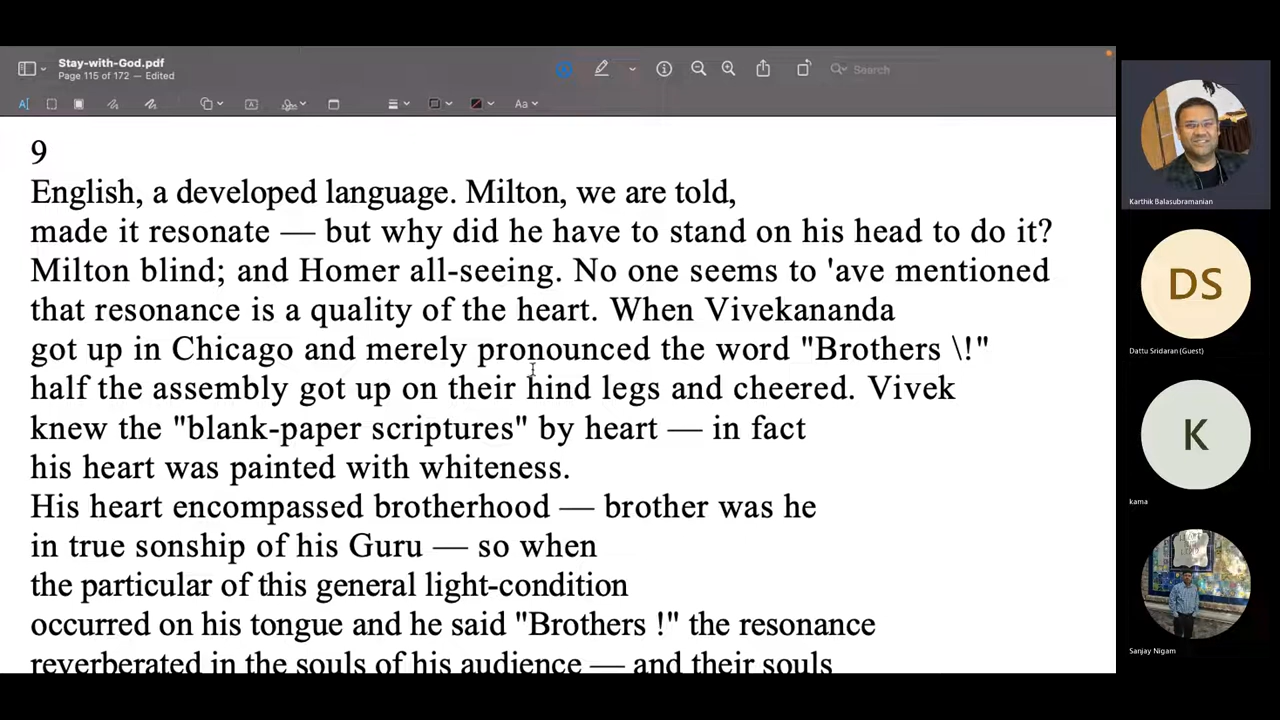 Stay-with-God.pdf
Page 115 of 172 — Edited
Search
Aa
9
English, a developed language. Milton, we are told,
made it resonate — but why did he have to stand on his head to do it?
Milton blind; and Homer all-seeing. No one seems to 'ave mentioned
that resonance is a quality of the heart. When Vivekananda
got up in Chicago and merely pronounced the word "Brothers \!"
half the assembly got up on their hind legs and cheered. Vivek
knew the "blank-paper scriptures" by heart — in fact
his heart was painted with whiteness.
His heart encompassed brotherhood — brother was he
in true sonship of his Guru — so when
the particular of this general light-condition
occurred on his tongue and he said "Brothers !" the resonance
reverberated in the souls of his audience — and their souls
Karthik Balasubramanian
DS
Dattu Sridaran (Guest)
K
kama
Sanjay Nigam